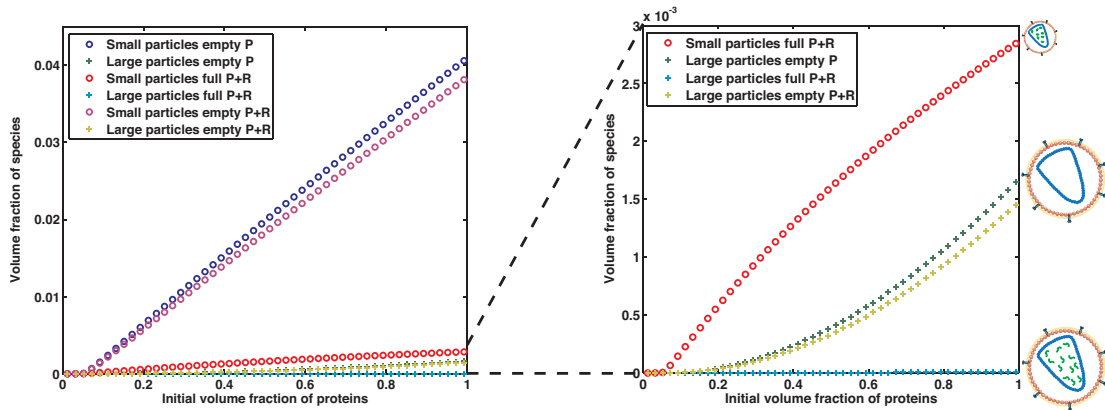 Small particles empty P
Large particles empty P
Small particles full P+R
Large particles full P+R
Small particles empty P+R
Large particles empty P+R
0.04
0.03
0.02
0.01
0
Volume fraction of species
0 0.2 0.4 0.6 0.8 1
Initial volume fraction of proteins
x 10⁻³
Small particles full P+R
Large particles empty P
Large particles full P+R
Large particles empty P+R
3
2.5
2
1.5
1
0.5
0
Volume fraction of species
0 0.2 0.4 0.6 0.8 1
Initial volume fraction of proteins